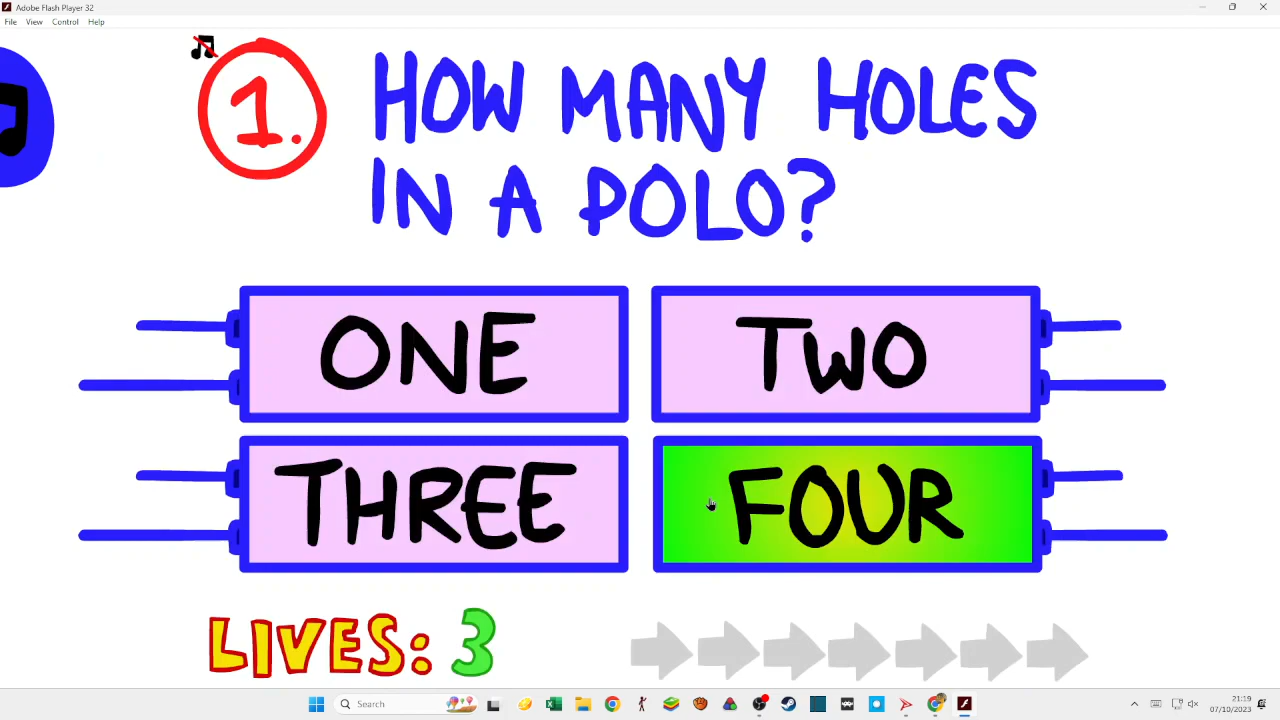 Adobe Flash Player 32
File View Control Help
1. HOW MANY HOLES
IN A POLO?
ONE
TWO
THREE
FOUR
LIVES: 3
Search
21:19
07/10/2023